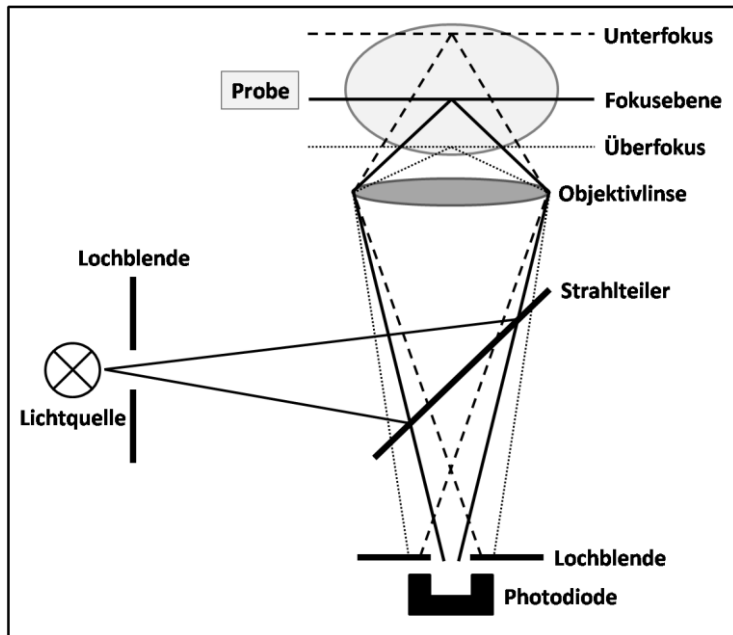 Unterfokus
Probe
Fokusebene
Überfokus
Objektivlinse
Lochblende
Strahlteiler
Lichtquelle
Lochblende
Photodiode